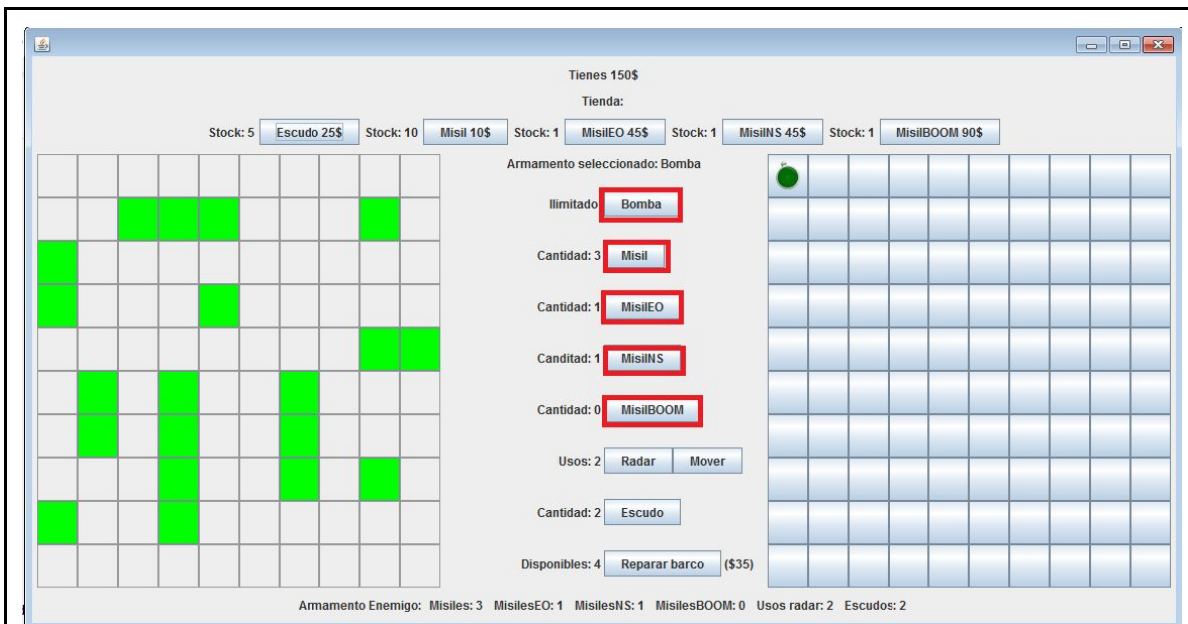 Tienes 150$
Tienda:
Stock: 5 Escudo 25$ Stock: 10 Misil 10$ Stock: 1 MisilEO 45$ Stock: 1 MisilNS 45$ Stock: 1 MisilBOOM 90$
Armamento seleccionado: Bomba
Ilimitado Bomba
Cantidad: 3 Misil
Cantidad: 1 MisilEO
Canditad: 1 MisilNS
Cantidad: 0 MisilBOOM
Usos: 2 Radar Mover
Cantidad: 2 Escudo
Disponibles: 4 Reparar barco ($35)
Armamento Enemigo: Misiles: 3 MisilesEO: 1 MisilesNS: 1 MisilesBOOM: 0 Usos radar: 2 Escudos: 2